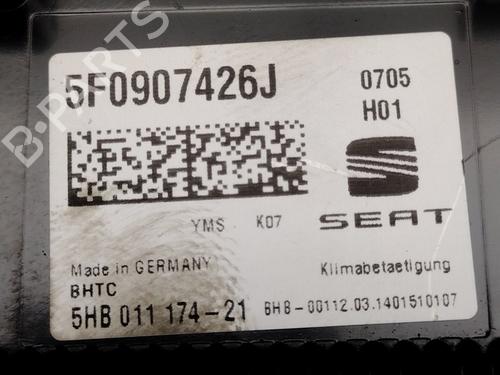 5F0907426J 0705
H01
YMS K07 SEAT
Made in GERMANY Klimabetaetigung
BHTC
5HB 011 174-21 BHB-00112.03.1401510107
B-PARTS